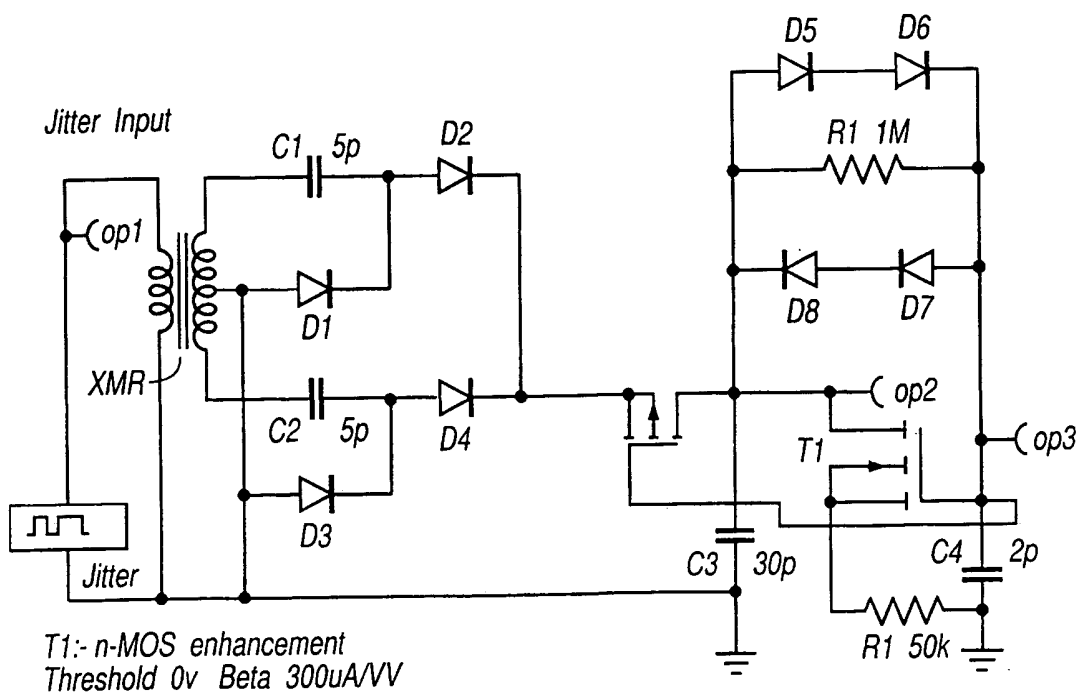 Jitter Input
op1
XMR
Jitter
C1 5p
D2
D1
C2 5p
D4
D3
D5
D6
R1 1M
D8
D7
op2
T1
op3
C3 30p
C4 2p
R1 50k
T1:- n-MOS enhancement
Threshold 0v Beta 300uA/VV